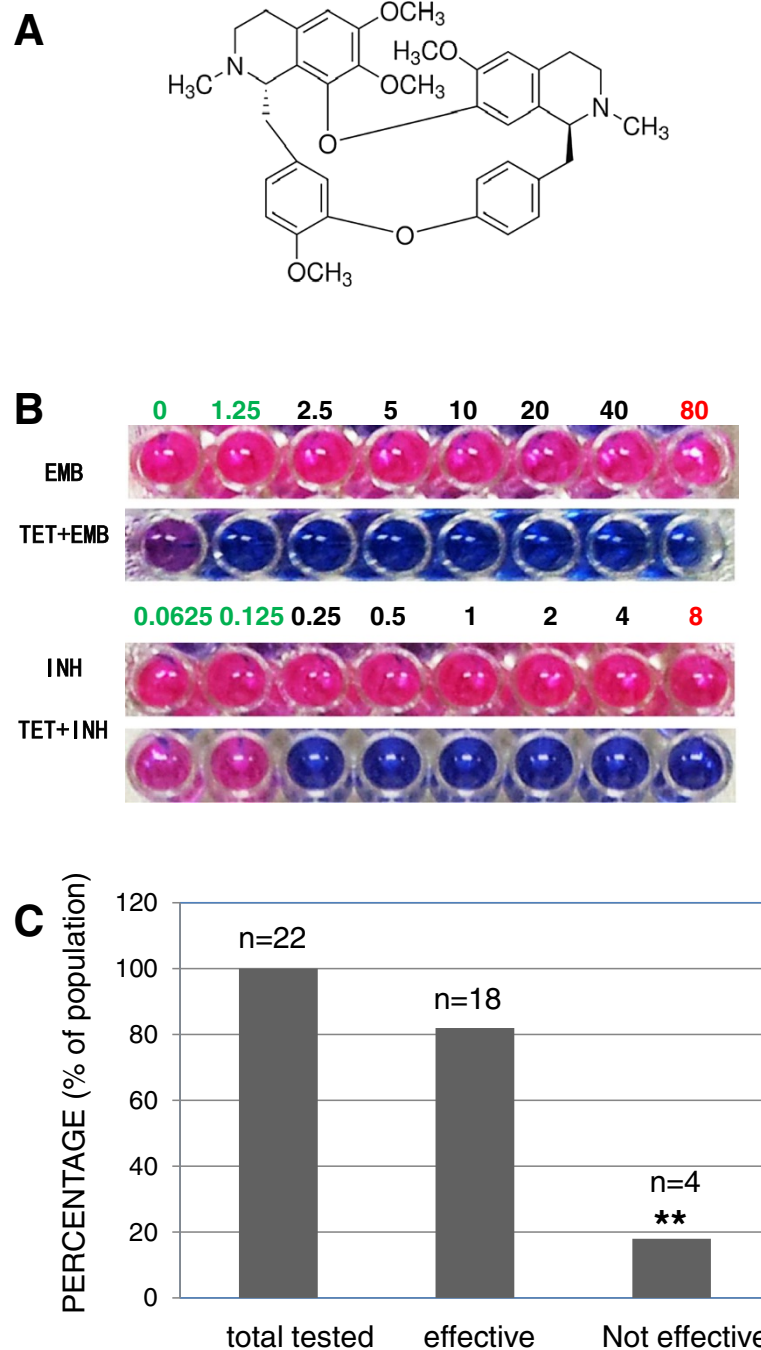 A
OCH3
H3CO
OCH3
N
H3C
N
CH3
O
O
OCH3
B
0 1.25 2.5 5 10 20 40 80
EMB
TET+EMB
0.0625 0.125 0.25 0.5 1 2 4 8
INH
TET+INH
C
PERCENTAGE (% of population)
120
100
80
60
40
20
0
n=22
n=18
n=4
**
total tested effective Not effective